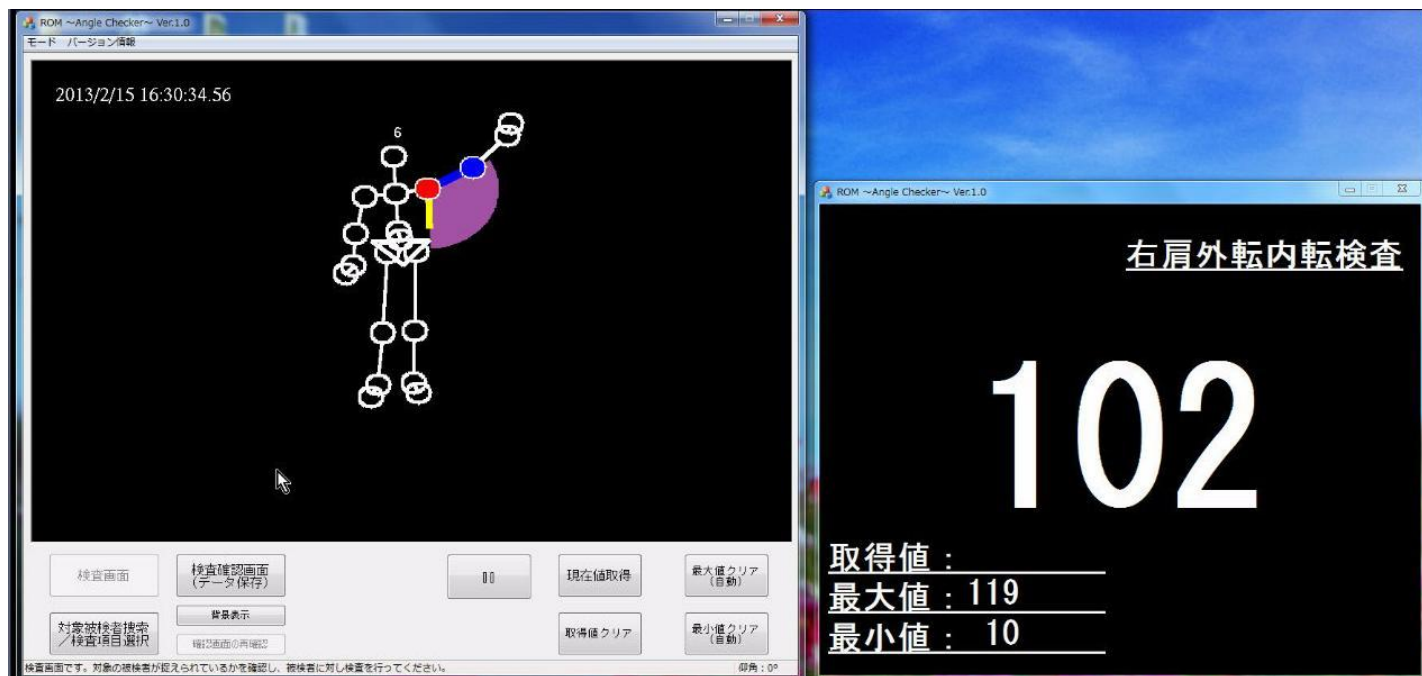 ROM ～Angle Checker～ Ver.1.0
モード バージョン情報
2013/2/15 16:30:34.56
6
検査画面
検査確認画面
(データ保存)
現在値取得
最大値クリア
(自動)
対象被検者捜索
／検査項目選択
背景表示
確認画面の再確認
取得値クリア
最小値クリア
(自動)
検査画面です。対象の被検者が捉えられているかを確認し、被検者に対し検査を行ってください。
仰角：0°
ROM ～Angle Checker～ Ver.1.0
右肩外転内転検査
102
取得値：
最大値：119
最小値： 10